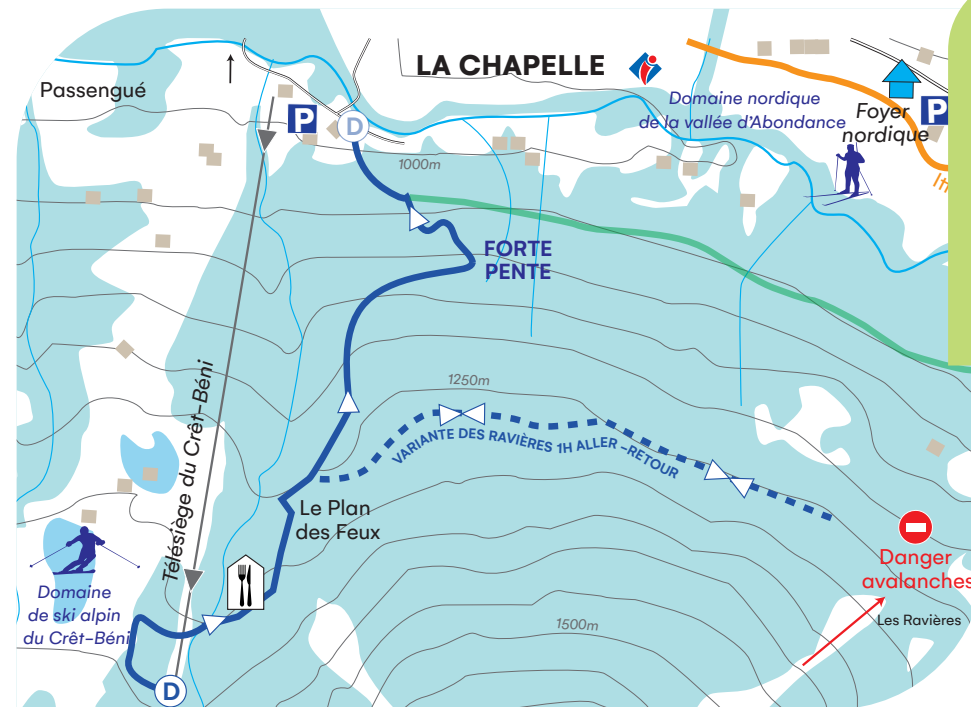 LA CHAPELLE
Passengué
P
D
Domaine nordique
de la vallée d'Abondance
Foyer
nordique
P
1000m
FORTE
PENTE
1250m
VARIANTE DES RAVIÈRES 1H ALLER –RETOUR
Télésiège du Crêt-Béni
Le Plan
des Feux
Danger
avalanches
Les Ravières
Domaine
de ski alpin
du Crêt-Béni
1500m
D